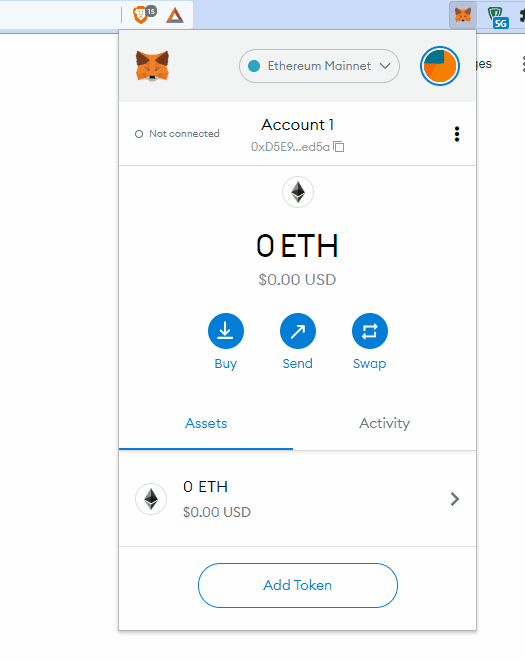 15
SG
Ethereum Mainnet
ges
Not connected
Account 1
0xD5E9...ed5a
0 ETH
$0.00 USD
Buy
Send
Swap
Assets
Activity
0 ETH
$0.00 USD
Add Token